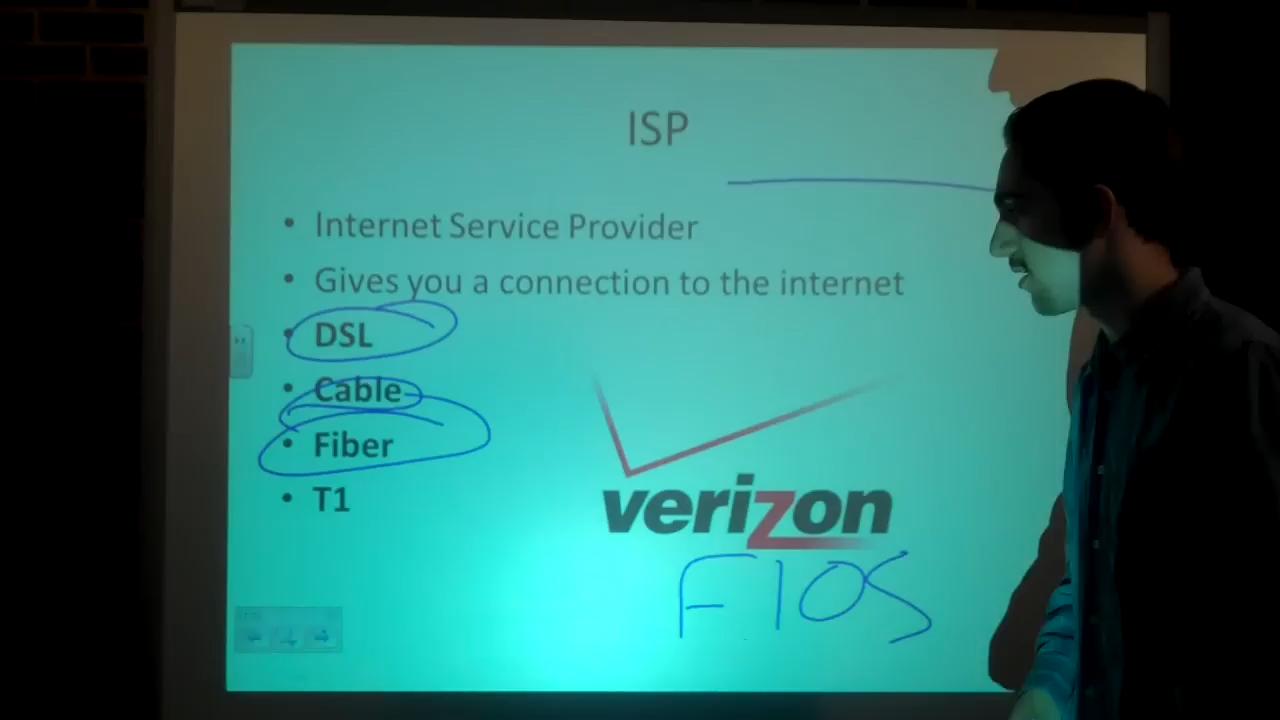 ISP
• Internet Service Provider
• Gives you a connection to the internet
• DSL
• Cable
• Fiber
• T1
verizon
FIOS